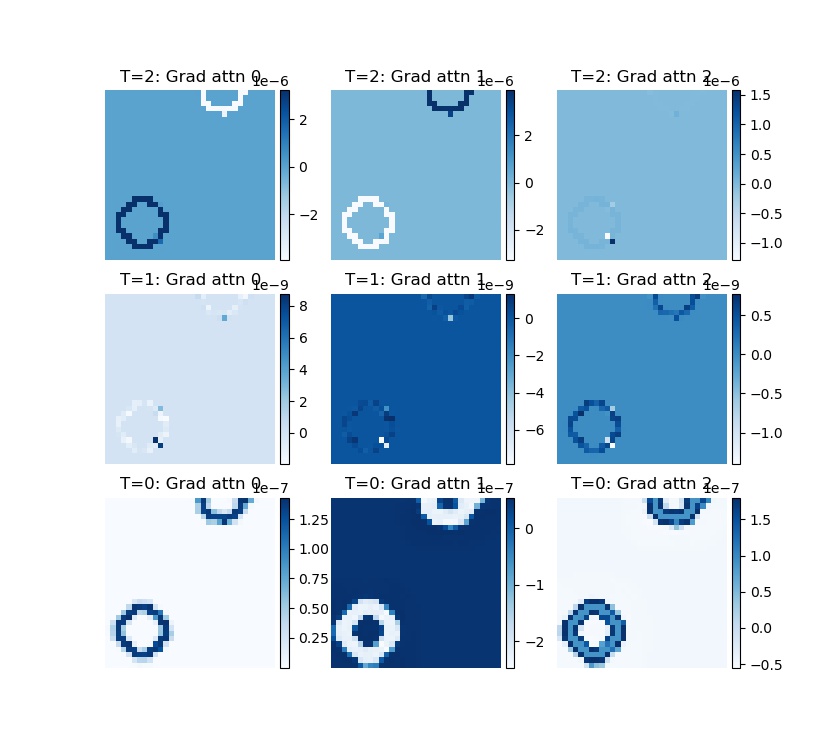 T=2: Grad attn 0
1e−6
2
0
−2
T=2: Grad attn 1
1e−6
2
0
−2
T=2: Grad attn 2
1e−6
1.5
1.0
0.5
0.0
−0.5
−1.0
T=1: Grad attn 0
1e−9
8
6
4
2
0
T=1: Grad attn 1
1e−9
0
−2
−4
−6
T=1: Grad attn 2
1e−9
0.5
0.0
−0.5
−1.0
T=0: Grad attn 0
1e−7
1.25
1.00
0.75
0.50
0.25
T=0: Grad attn 1
1e−7
0
−1
−2
T=0: Grad attn 2
1e−7
1.5
1.0
0.5
0.0
−0.5